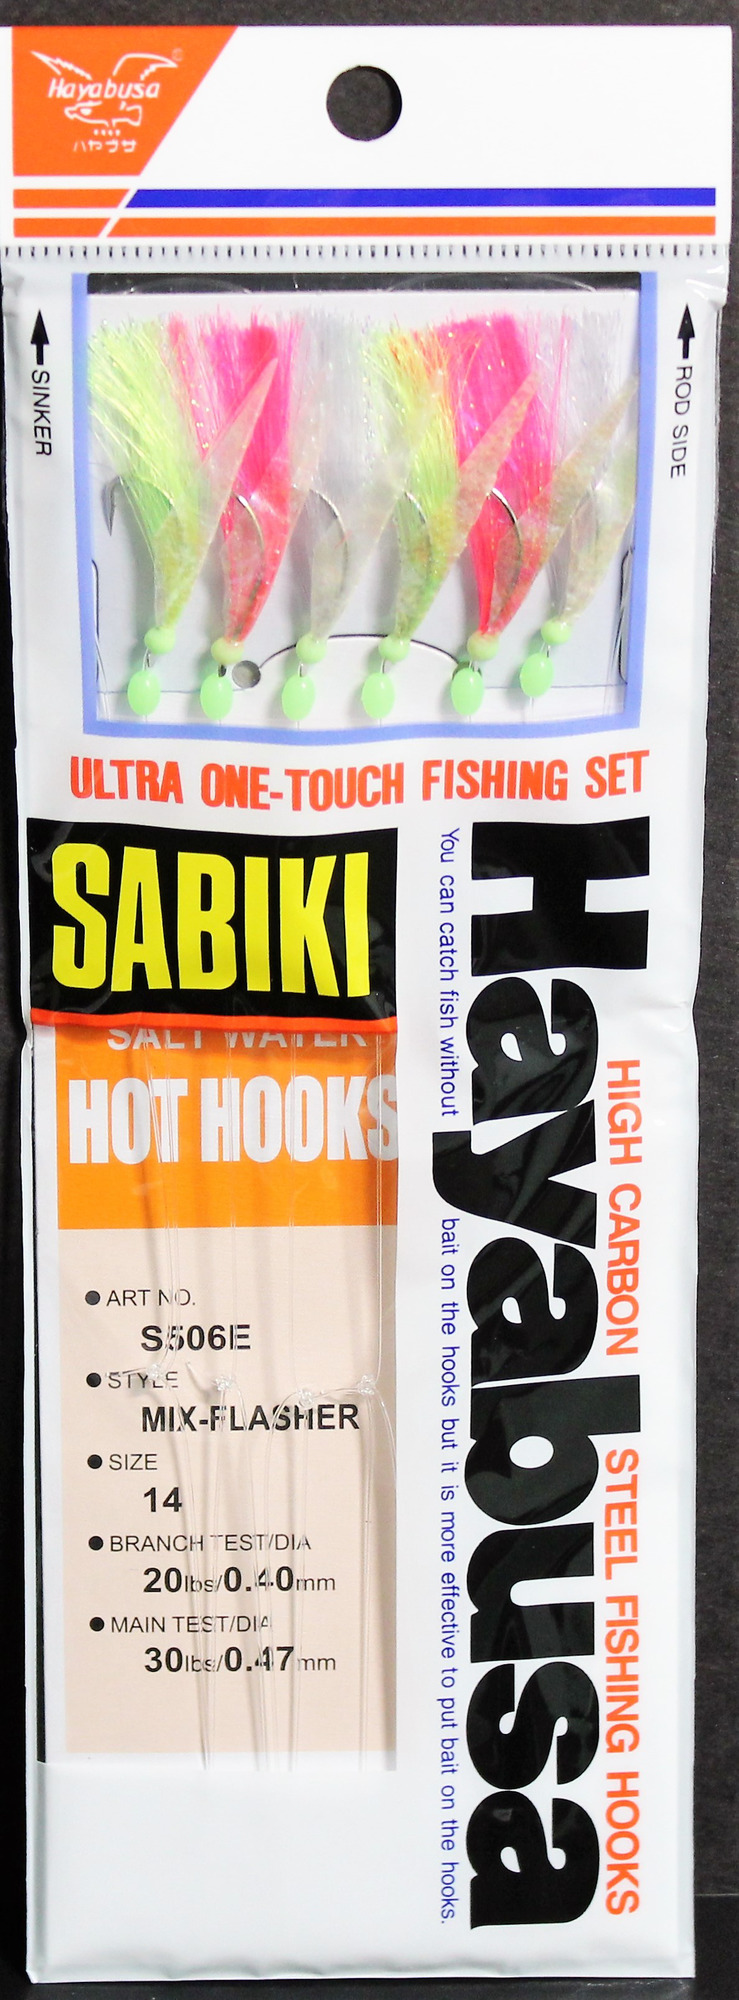 Hayabusa
®
ハヤブサ
SINKER
ROD SIDE
ULTRA ONE-TOUCH FISHING SET
SABIKI
SALT WATER
HOT HOOKS
● ART NO.
S506E
● STYLE
MIX-FLASHER
● SIZE
14
● BRANCH TEST/DIA
20lbs/0.40mm
● MAIN TEST/DIA
30lbs/0.47mm
You can catch fish without bait on the hooks but it is more effective to put bait on the hooks.
Hayabusa
HIGH CARBON STEEL FISHING HOOKS